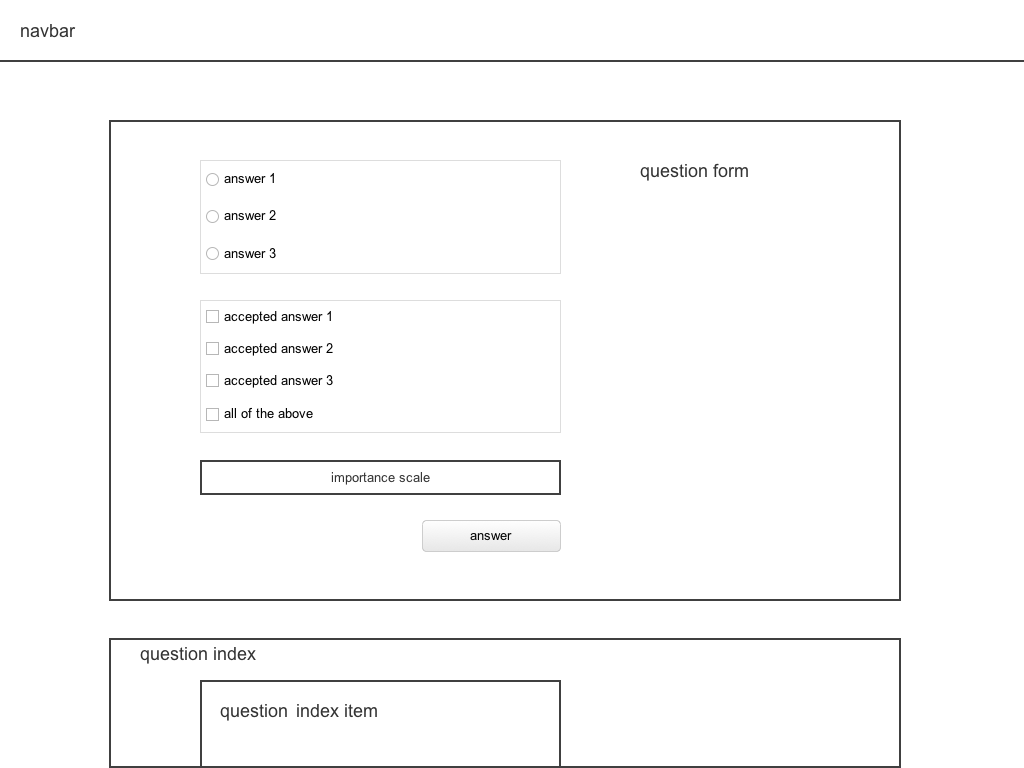 navbar
question form
answer 1
answer 2
answer 3
accepted answer 1
accepted answer 2
accepted answer 3
all of the above
importance scale
answer
question index
question index item